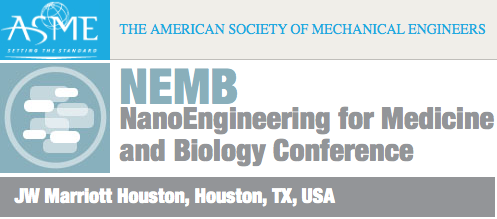 ASME
SETTING THE STANDARD
THE AMERICAN SOCIETY OF MECHANICAL ENGINEERS
NEMB
NanoEngineering for Medicine
and Biology Conference
JW Marriott Houston, Houston, TX, USA